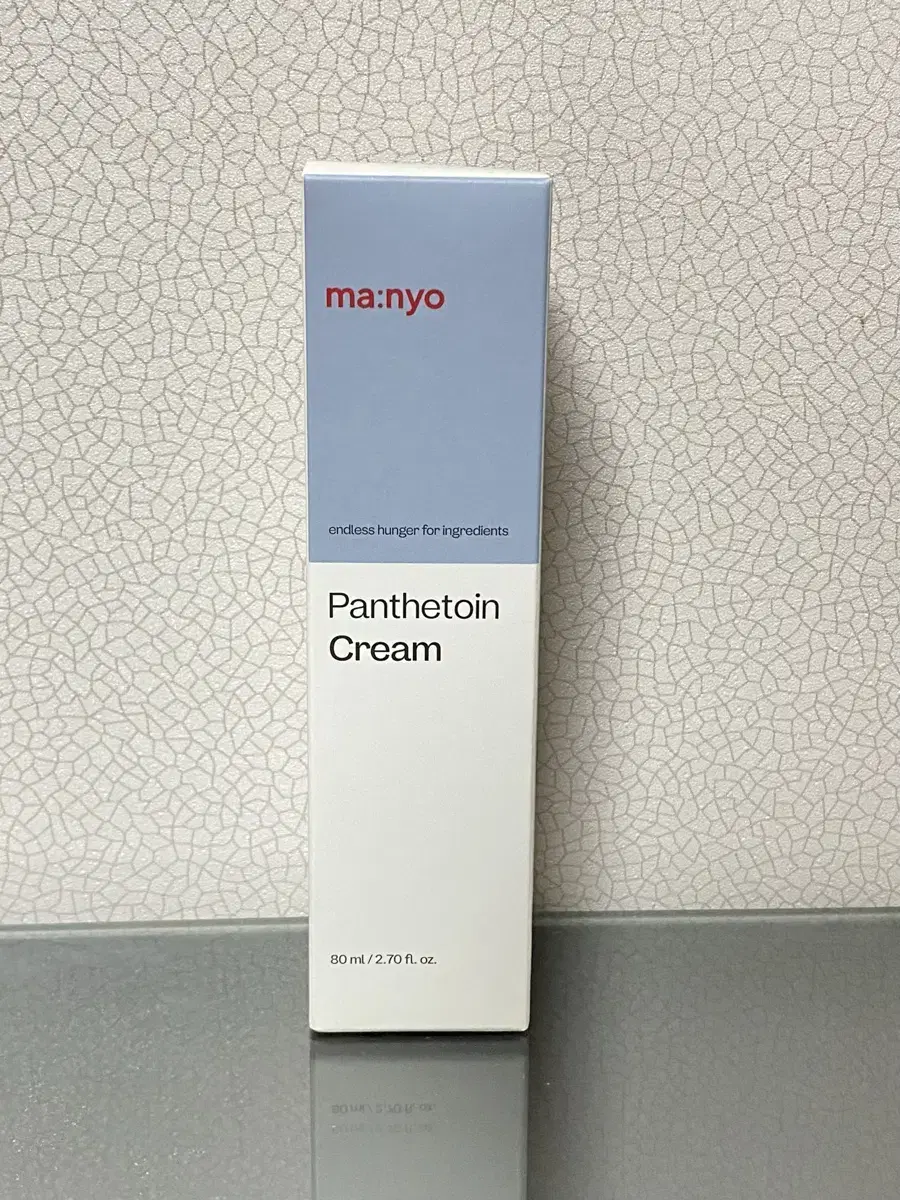 ma:nyo
endless hunger for ingredients
Panthetoin
Cream
80 ml / 2.70 fl. oz.